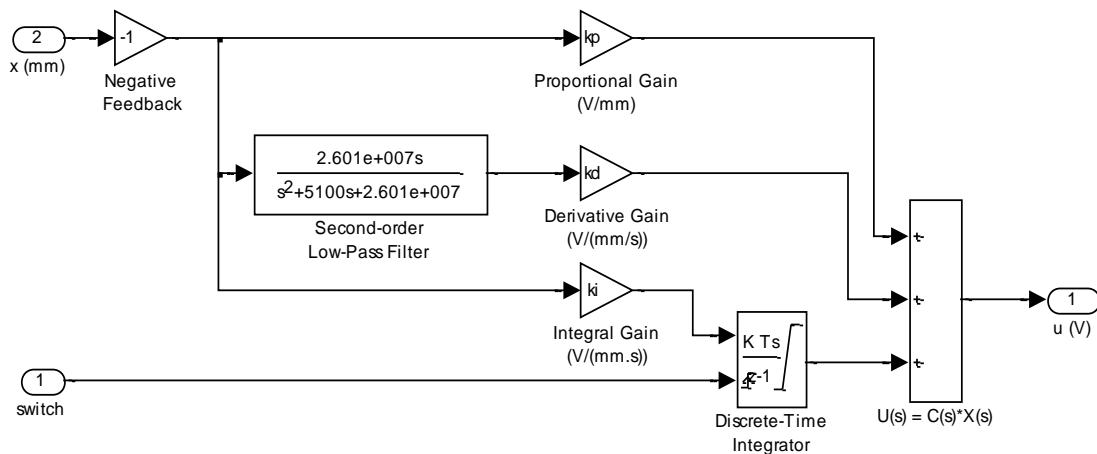 2
x (mm)
-1
Negative
Feedback
kp
Proportional Gain
(V/mm)
2.601e+007s
s2+5100s+2.601e+007
Second-order
Low-Pass Filter
kd
Derivative Gain
(V/(mm/s))
ki
Integral Gain
(V/(mm.s))
1
switch
K Ts
z-1
Discrete-Time
Integrator
+
+
+
U(s) = C(s)*X(s)
1
u (V)